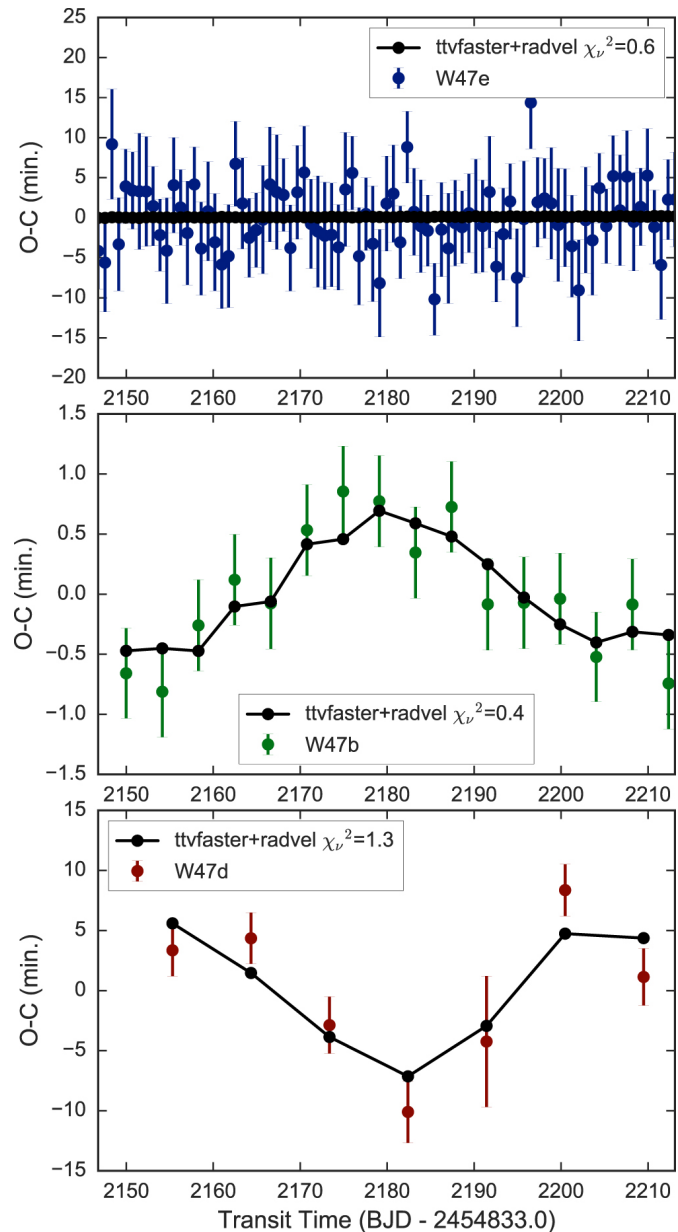 25
20
15
10
5
0
−5
−10
−15
−20
O-C (min.)
ttvfaster+radvel χν²=0.6
W47e
2150 2160 2170 2180 2190 2200 2210
1.5
1.0
0.5
0.0
−0.5
−1.0
−1.5
O-C (min.)
ttvfaster+radvel χν²=0.4
W47b
2150 2160 2170 2180 2190 2200 2210
15
10
5
0
−5
−10
−15
O-C (min.)
ttvfaster+radvel χν²=1.3
W47d
2150 2160 2170 2180 2190 2200 2210
Transit Time (BJD - 2454833.0)